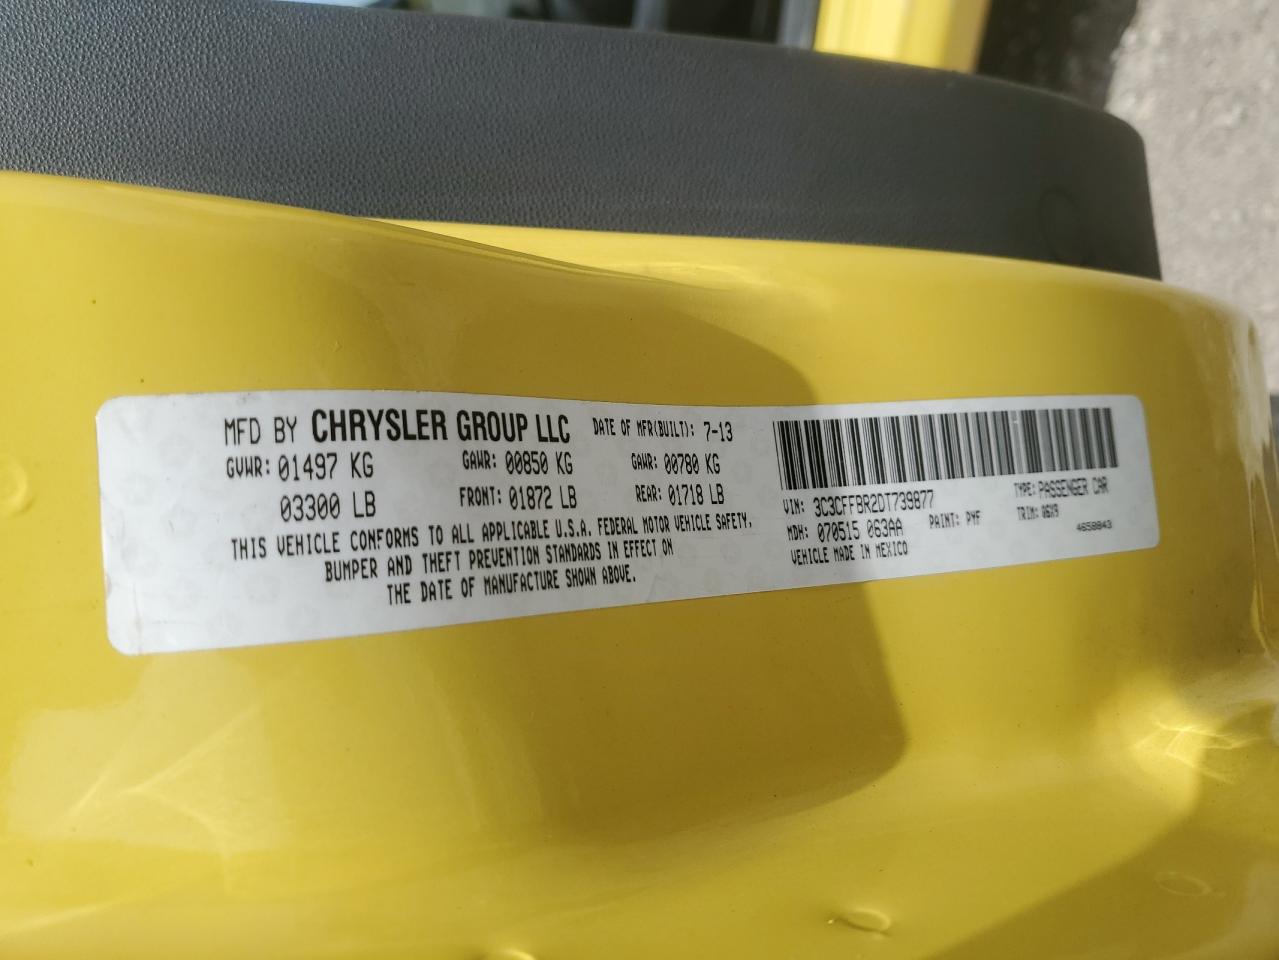 MFD BY CHRYSLER GROUP LLC DATE OF MFR(BUILT): 7-13
GVWR: 01497 KG GAWR: 00850 KG GAWR: 00780 KG
03300 LB FRONT: 01872 LB REAR: 01718 LB
THIS VEHICLE CONFORMS TO ALL APPLICABLE U.S.A. FEDERAL MOTOR VEHICLE SAFETY,
BUMPER AND THEFT PREVENTION STANDARDS IN EFFECT ON
THE DATE OF MANUFACTURE SHOWN ABOVE.
VIN: 3C3CFFBR2DT739877 TYPE: PASSENGER CAR
MDH: 070515 063AA PAINT: PYF TRIM: A6X9
VEHICLE MADE IN MEXICO 4658843